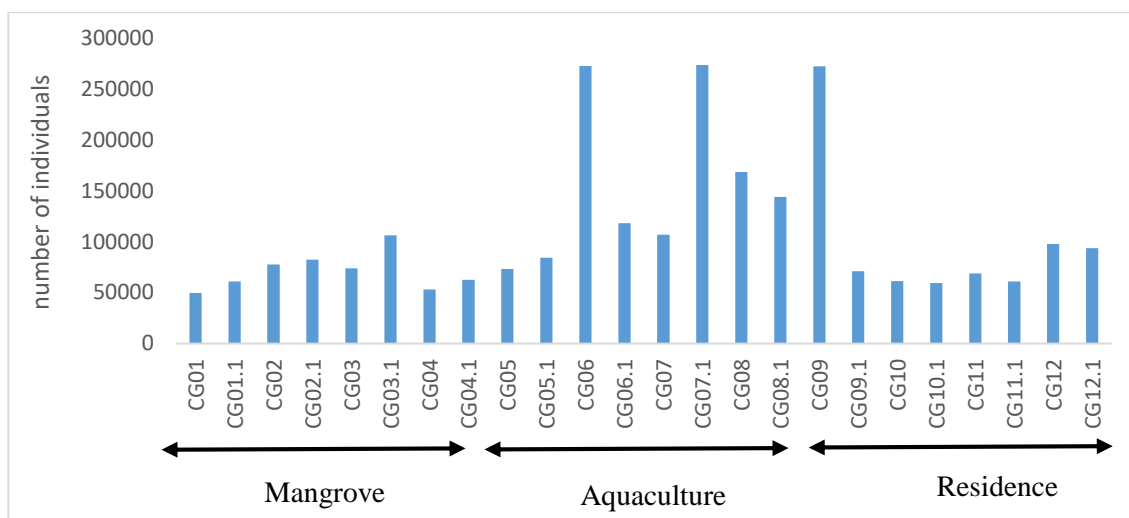 number of individuals
300000
250000
200000
150000
100000
50000
0
CG01
CG01.1
CG02
CG02.1
CG03
CG03.1
CG04
CG04.1
CG05
CG05.1
CG06
CG06.1
CG07
CG07.1
CG08
CG08.1
CG09
CG09.1
CG10
CG10.1
CG11
CG11.1
CG12
CG12.1
Mangrove
Aquaculture
Residence